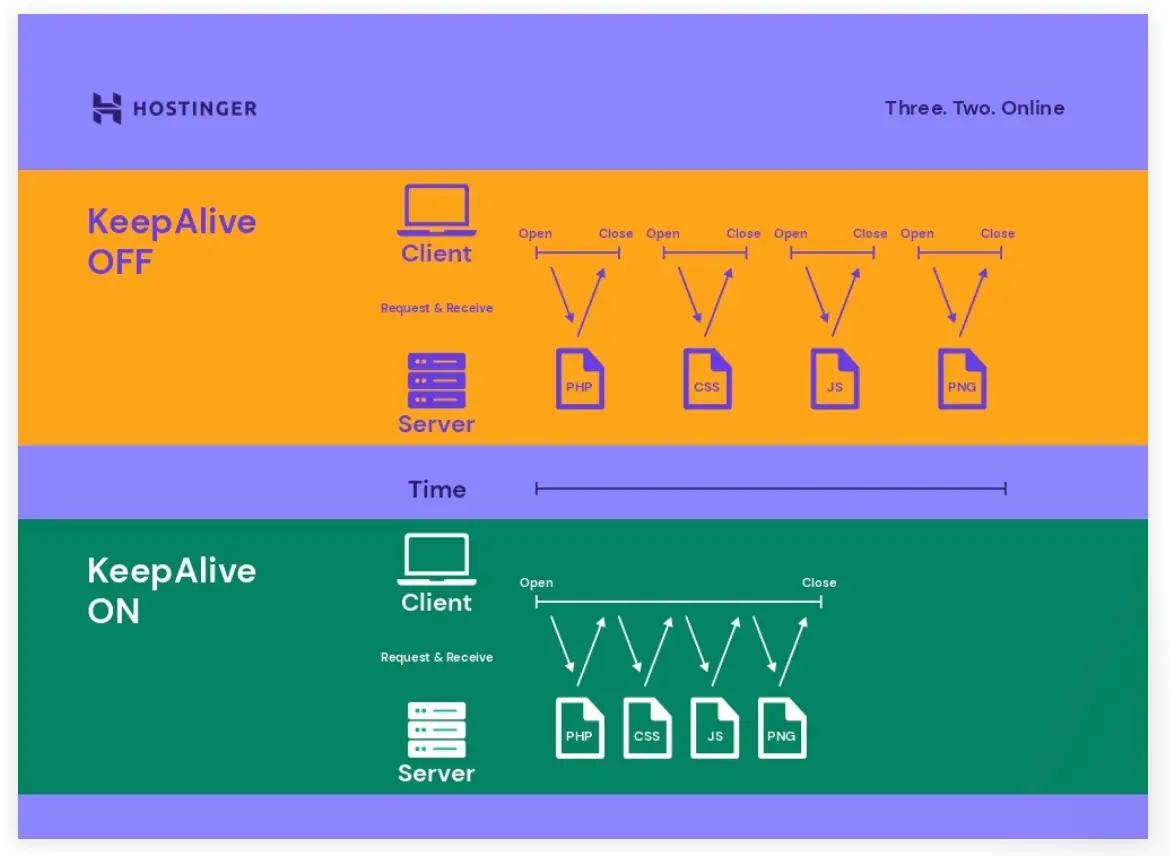 HOSTINGER
Three. Two. Online
KeepAlive
OFF
Client
Open Close Open Close Open Close Open Close
Request & Receive
PHP CSS JS PNG
Server
Time
KeepAlive
ON
Client
Open Close
Request & Receive
PHP CSS JS PNG
Server